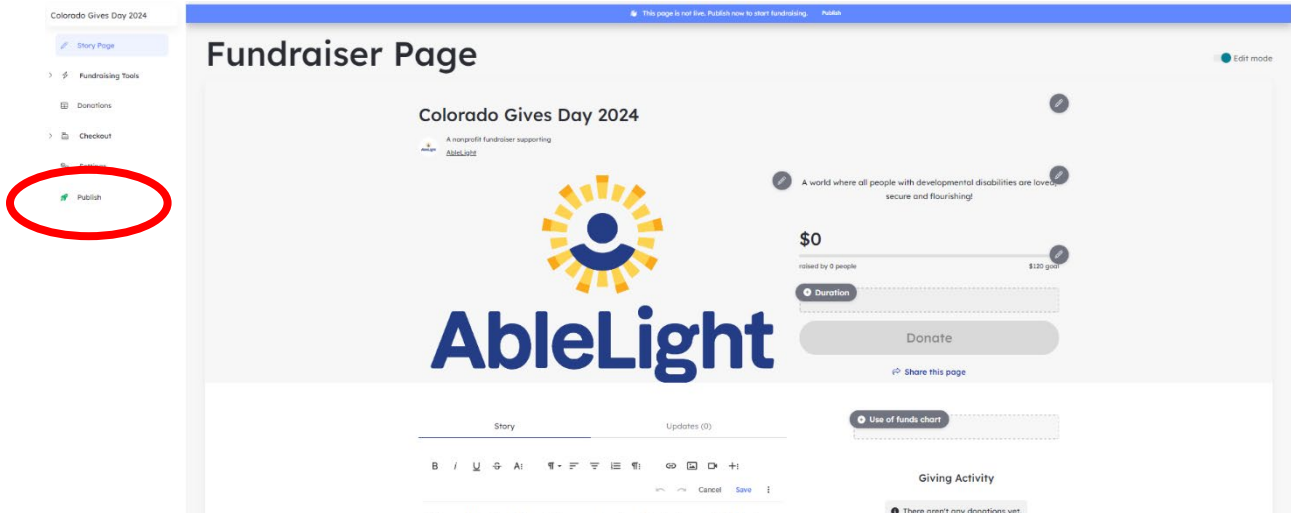 Colorado Gives Day 2024
This page is not live. Publish now to start fundraising. Publish
Story Page
Fundraising Tools
Donations
Checkout
Settings
Publish
Fundraiser Page
Edit mode
Colorado Gives Day 2024
A nonprofit fundraiser supporting
AbleLight
A world where all people with developmental disabilities are loved,
secure and flourishing!
$0
raised by 0 people
$120 goal
Duration
Donate
Share this page
AbleLight
Story
Updates (0)
B I U S A
Cancel Save
Use of funds chart
Giving Activity
There aren't any donations yet.